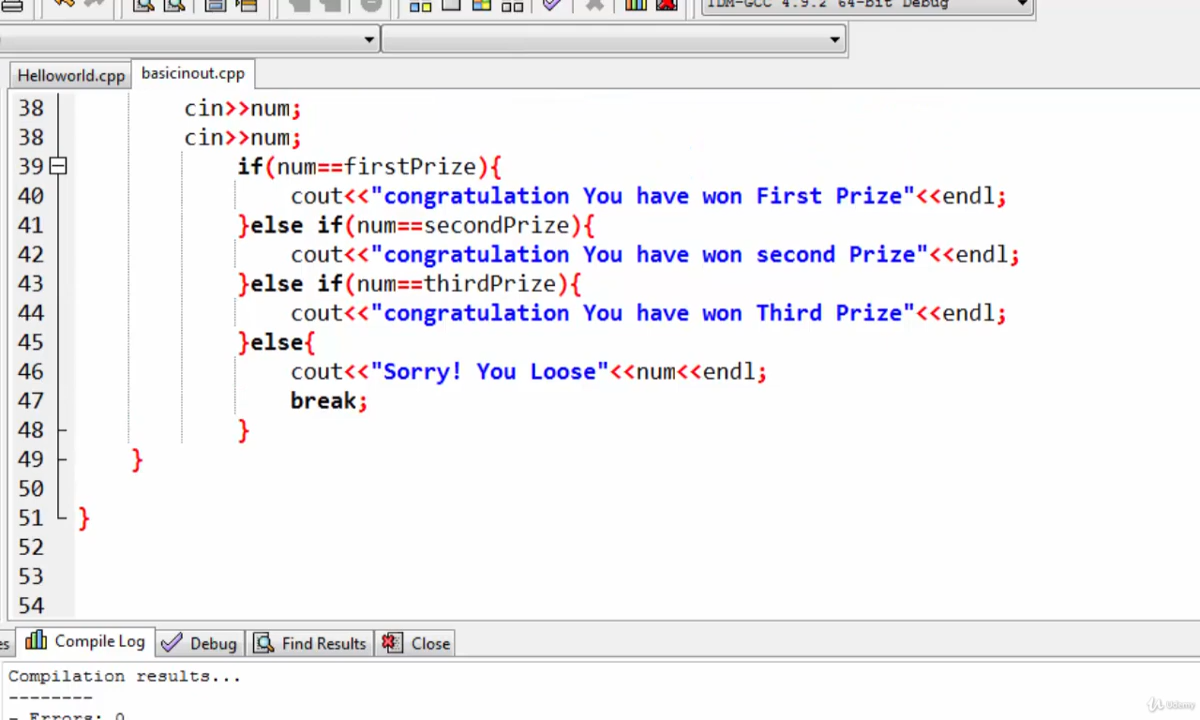 TDM-GCC 4.9.2 64-bit Debug
Helloworld.cpp basicinout.cpp
38 cin>>num;
38 cin>>num;
39 if(num==firstPrize){
40 cout<<"congratulation You have won First Prize"<<endl;
41 }else if(num==secondPrize){
42 cout<<"congratulation You have won second Prize"<<endl;
43 }else if(num==thirdPrize){
44 cout<<"congratulation You have won Third Prize"<<endl;
45 }else{
46 cout<<"Sorry! You Loose"<<num<<endl;
47 break;
48 }
49 }
50
51 }
52
53
54
es Compile Log Debug Find Results Close
Compilation results...
--------
- Errors: 0
Udemy